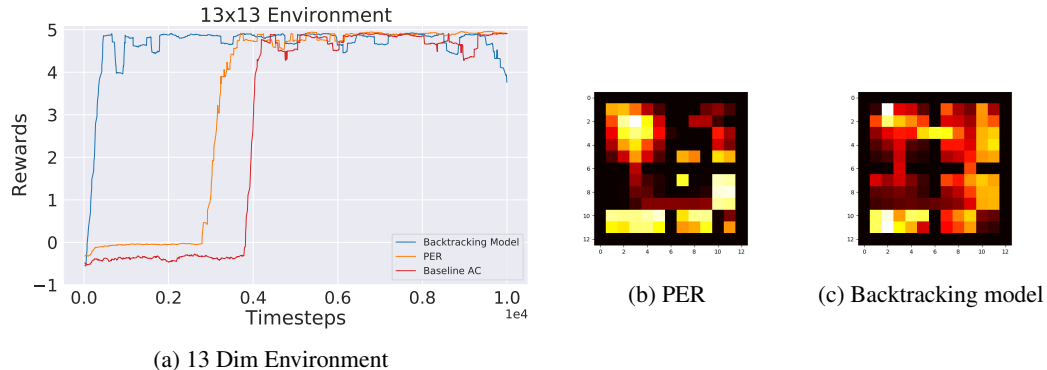 13x13 Environment
5
4
3
2
1
0
−1
Rewards
Backtracking Model
PER
Baseline AC
0.0 0.2 0.4 0.6 0.8 1.0
1e4
Timesteps
(a) 13 Dim Environment
0
2
4
6
8
10
12
0 2 4 6 8 10 12
(b) PER
0
2
4
6
8
10
12
0 2 4 6 8 10 12
(c) Backtracking model